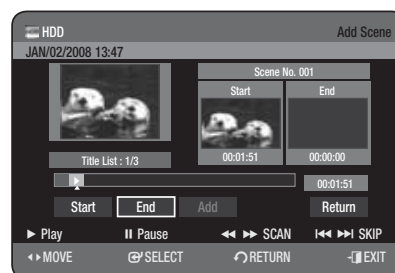 HDD Add Scene
JAN/02/2008 13:47
Scene No. 001
Start End
Title List : 1/3 00:01:51 00:00:00
00:01:51
Start End Add Return
► Play II Pause ◄◄ ►► SCAN I◄◄ ►►I SKIP
MOVE SELECT RETURN EXIT